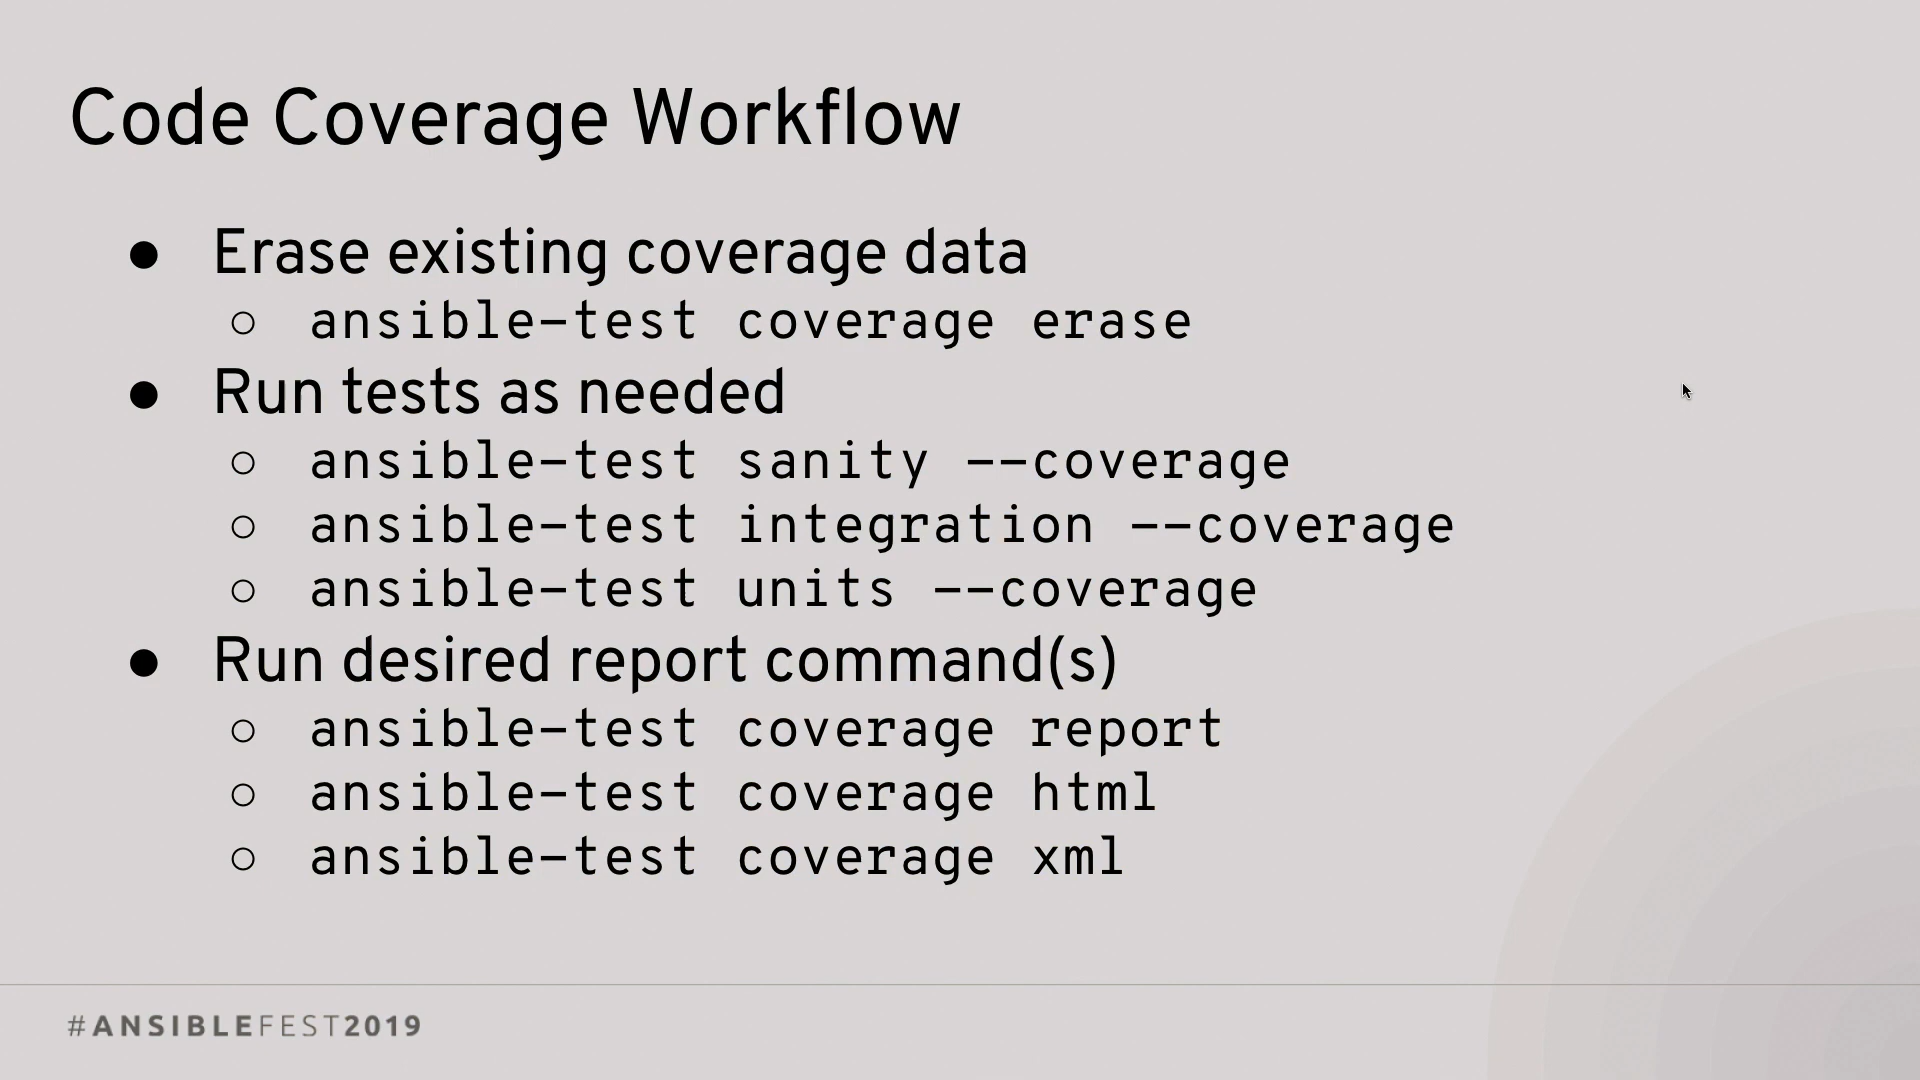 Code Coverage Workflow
● Erase existing coverage data
○ ansible-test coverage erase
● Run tests as needed
○ ansible-test sanity --coverage
○ ansible-test integration --coverage
○ ansible-test units --coverage
● Run desired report command(s)
○ ansible-test coverage report
○ ansible-test coverage html
○ ansible-test coverage xml
#ANSIBLEFEST2019